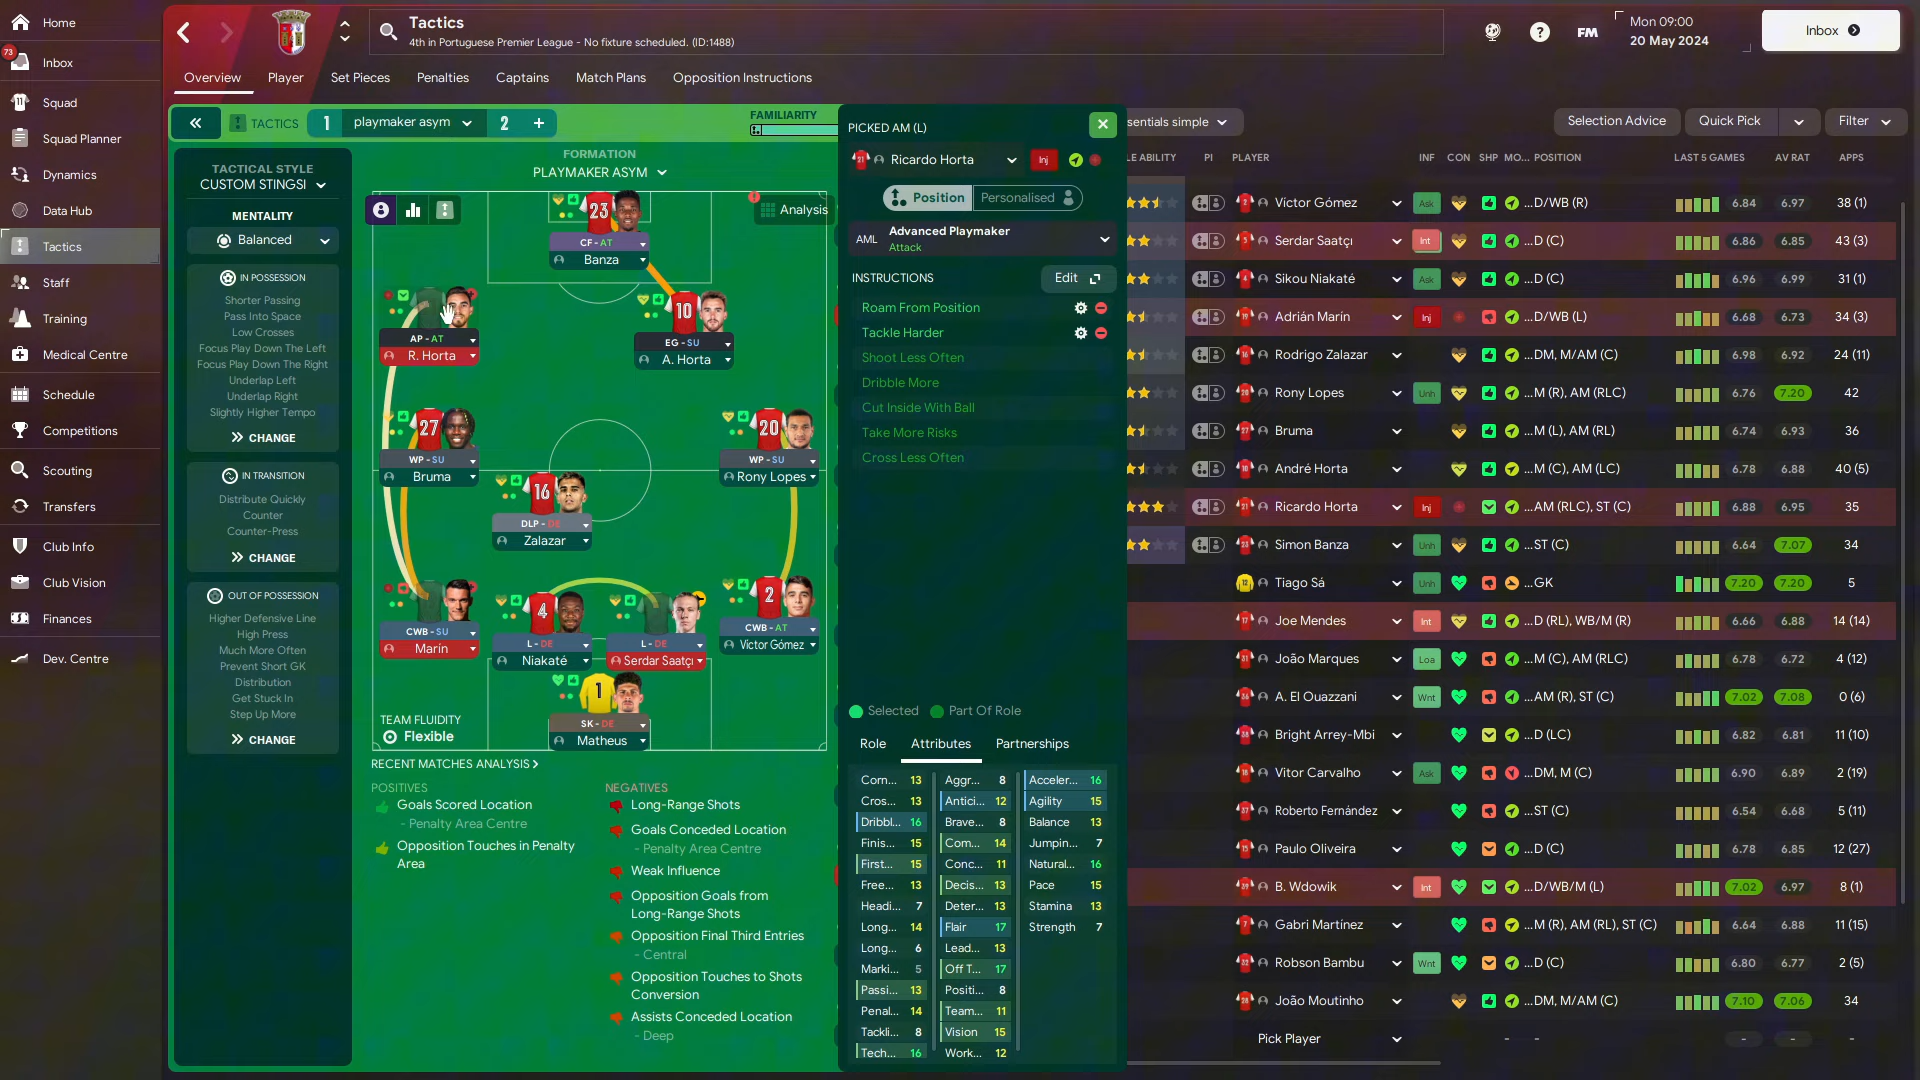 Home
73
Inbox
Squad
Squad Planner
Dynamics
Data Hub
Tactics
Staff
Training
Medical Centre
Schedule
Competitions
Scouting
Transfers
Club Info
Club Vision
Finances
Dev. Centre
Tactics
4th in Portuguese Premier League - No fixture scheduled. (ID:1488)
?
FM
Mon 09:00
20 May 2024
Inbox
Overview
Player
Set Pieces
Penalties
Captains
Match Plans
Opposition Instructions
TACTICS
1
playmaker asym
2
+
FAMILIARITY
TACTICAL STYLE
CUSTOM STINGSI
MENTALITY
Balanced
IN POSSESSION
Shorter Passing
Pass Into Space
Low Crosses
Focus Play Down The Left
Focus Play Down The Right
Underlap Left
Underlap Right
Slightly Higher Tempo
CHANGE
IN TRANSITION
Distribute Quickly
Counter
Counter-Press
CHANGE
OUT OF POSSESSION
Higher Defensive Line
High Press
Much More Often
Prevent Short GK
Distribution
Get Stuck In
Step Up More
CHANGE
FORMATION
PLAYMAKER ASYM
Analysis
23
CF - AT
Banza
AP - AT
R. Horta
10
EG - SU
A. Horta
27
WP - SU
Bruma
20
WP - SU
Rony Lopes
16
DLP - DE
Zalazar
CWB - SU
Marín
4
L - DE
Niakaté
L - DE
Serdar Saatçı
2
CWB - AT
Víctor Gómez
1
SK - DE
Matheus
TEAM FLUIDITY
Flexible
RECENT MATCHES ANALYSIS
POSITIVES
Goals Scored Location
- Penalty Area Centre
Opposition Touches in Penalty
Area
NEGATIVES
Long-Range Shots
Goals Conceded Location
- Penalty Area Centre
Weak Influence
Opposition Goals from
Long-Range Shots
Opposition Final Third Entries
- Central
Opposition Touches to Shots
Conversion
Assists Conceded Location
- Deep
PICKED AM (L)
Ricardo Horta
Inj
Position
Personalised
AML
Advanced Playmaker
Attack
INSTRUCTIONS
Edit
Roam From Position
Tackle Harder
Shoot Less Often
Dribble More
Cut Inside With Ball
Take More Risks
Cross Less Often
Selected
Part Of Role
Role
Attributes
Partnerships
Corn... 13 Aggr... 8 Acceler... 16
Cros... 13 Antici... 12 Agility 15
Dribbl... 16 Brave... 8 Balance 13
Finis... 15 Com... 14 Jumpin... 7
First... 15 Conc... 11 Natural... 16
Free... 13 Decis... 13 Pace 15
Headi... 7 Deter... 13 Stamina 13
Long... 14 Flair 17 Strength 7
Long... 6 Lead... 13
Marki... 5 Off T... 17
Passi... 13 Positi... 8
Penal... 14 Team... 11
Tackli... 8 Vision 15
Tech... 16 Work... 12
sentials simple
Selection Advice
Quick Pick
Filter
LE ABILITY PI PLAYER INF CON SHP MO... POSITION LAST 5 GAMES AV RAT APPS
Víctor Gómez Ask ...D/WB (R) 6.84 6.97 38 (1)
Serdar Saatçı Int ...D (C) 6.86 6.85 43 (3)
Sikou Niakaté Ask ...D (C) 6.96 6.99 31 (1)
Adrián Marín Inj ...D/WB (L) 6.68 6.73 34 (3)
Rodrigo Zalazar ...DM, M/AM (C) 6.98 6.92 24 (11)
Rony Lopes Unh ...M (R), AM (RLC) 6.76 7.20 42
Bruma ...M (L), AM (RL) 6.74 6.93 36
André Horta ...M (C), AM (LC) 6.78 6.88 40 (5)
Ricardo Horta Inj ...AM (RLC), ST (C) 6.88 6.95 35
Simon Banza Unh ...ST (C) 6.64 7.07 34
Tiago Sá Unh ...GK 7.20 7.20 5
Joe Mendes Int ...D (RL), WB/M (R) 6.66 6.88 14 (14)
João Marques Loa ...M (C), AM (RLC) 6.78 6.72 4 (12)
A. El Ouazzani Wnt ...AM (R), ST (C) 7.02 7.08 0 (6)
Bright Arrey-Mbi ...D (LC) 6.82 6.81 11 (10)
Vitor Carvalho Ask ...DM, M (C) 6.90 6.89 2 (19)
Roberto Fernández ...ST (C) 6.54 6.68 5 (11)
Paulo Oliveira ...D (C) 6.78 6.85 12 (27)
B. Wdowik Int ...D/WB/M (L) 7.02 6.97 8 (1)
Gabri Martínez ...M (R), AM (RL), ST (C) 6.64 6.88 11 (15)
Robson Bambu Wnt ...D (C) 6.80 6.77 2 (5)
João Moutinho ...DM, M/AM (C) 7.10 7.06 34
Pick Player - - - - -